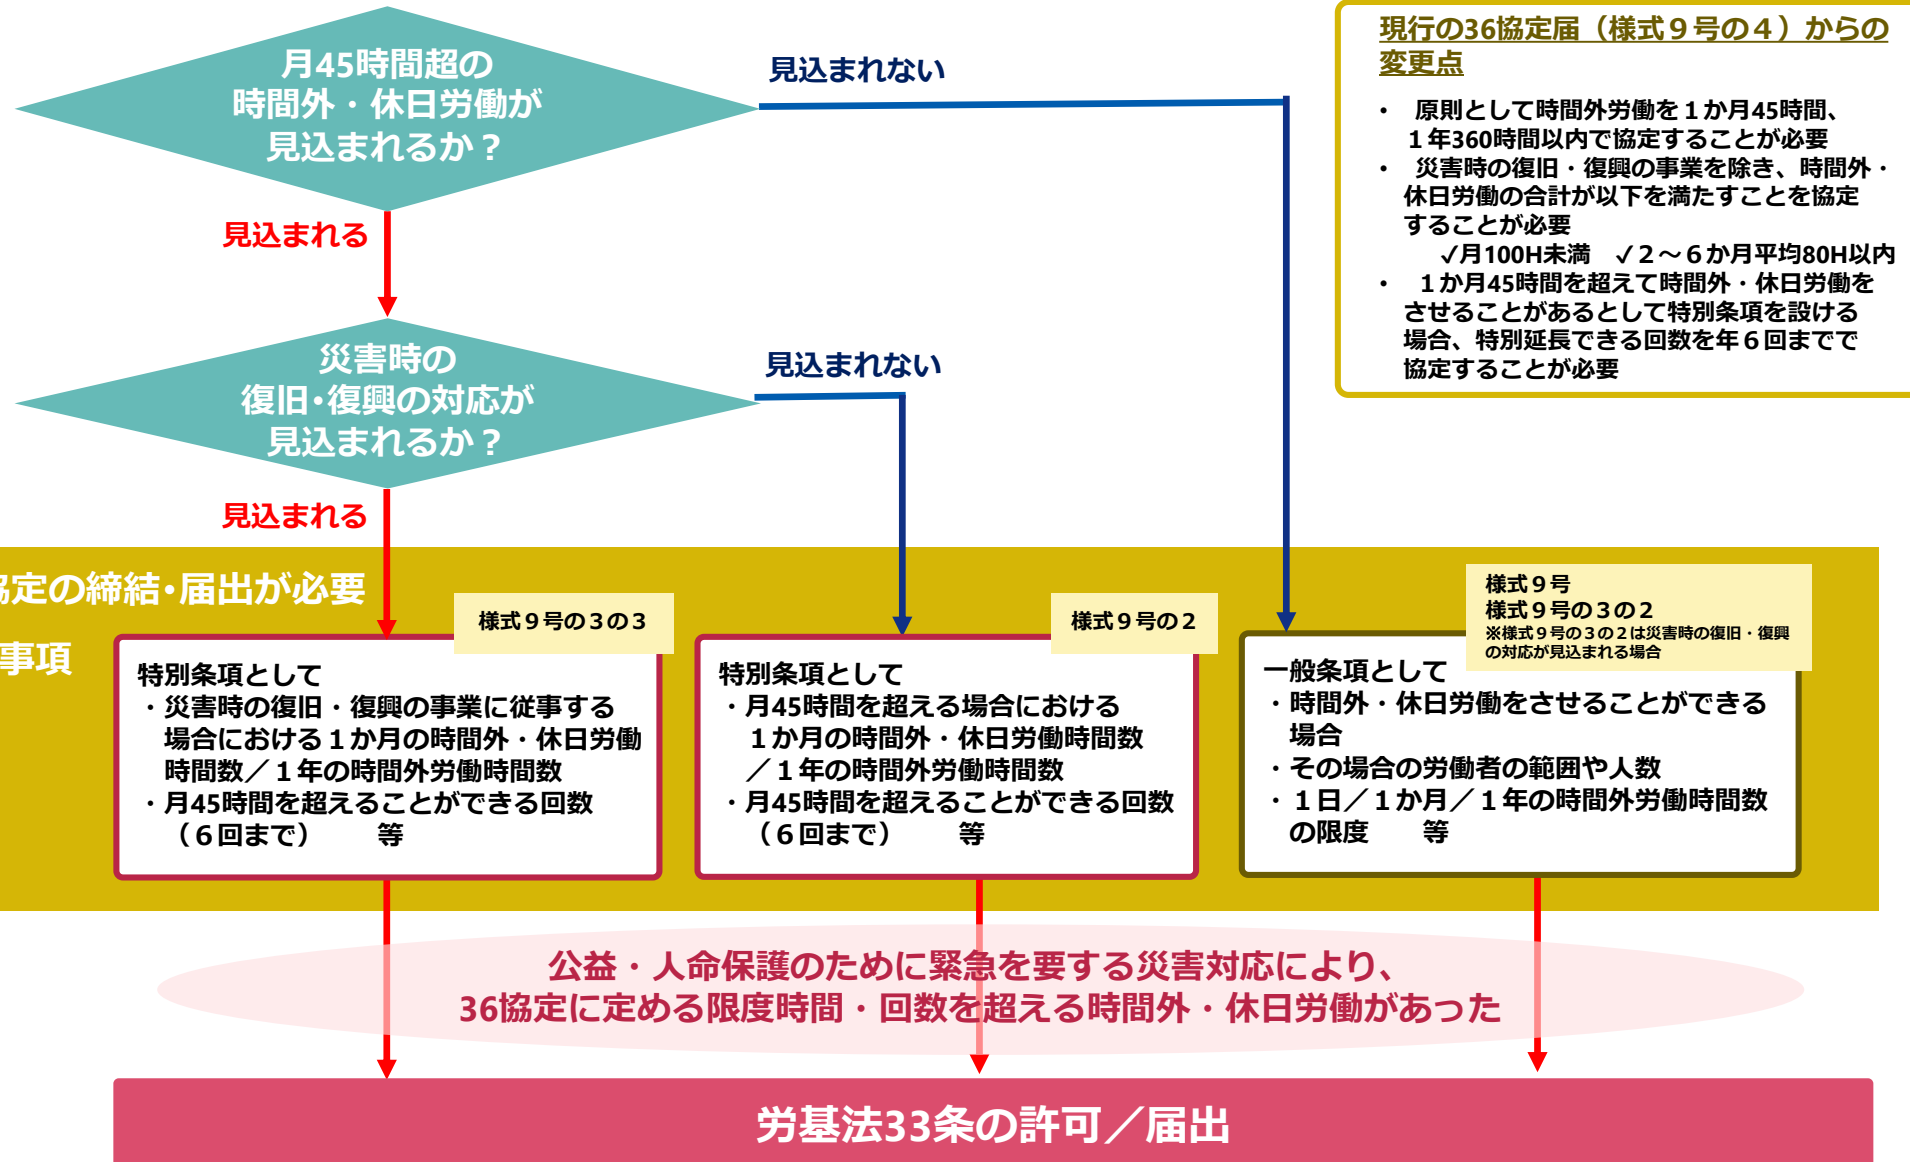 月45時間超の
時間外・休日労働が
見込まれるか？
見込まれない
見込まれる
現行の36協定届（様式９号の４）からの
変更点
・ 原則として時間外労働を１か月45時間、
１年360時間以内で協定することが必要
・ 災害時の復旧・復興の事業を除き、時間外・
休日労働の合計が以下を満たすことを協定
することが必要
✓月100H未満 ✓２～６か月平均80H以内
・ １か月45時間を超えて時間外・休日労働を
させることがあるとして特別条項を設ける
場合、特別延長できる回数を年６回までで
協定することが必要
災害時の
復旧・復興の対応が
見込まれるか？
見込まれない
見込まれる
協定の締結・届出が必要
事項
様式９号の３の３
特別条項として
・災害時の復旧・復興の事業に従事する
場合における１か月の時間外・休日労働
時間数／１年の時間外労働時間数
・月45時間を超えることができる回数
（６回まで） 等
様式９号の２
特別条項として
・月45時間を超える場合における
１か月の時間外・休日労働時間数
／１年の時間外労働時間数
・月45時間を超えることができる回数
（６回まで） 等
様式９号
様式９号の３の２
※様式９号の３の２は災害時の復旧・復興
の対応が見込まれる場合
一般条項として
・時間外・休日労働をさせることができる
場合
・その場合の労働者の範囲や人数
・１日／１か月／１年の時間外労働時間数
の限度 等
公益・人命保護のために緊急を要する災害対応により、
36協定に定める限度時間・回数を超える時間外・休日労働があった
労基法33条の許可／届出